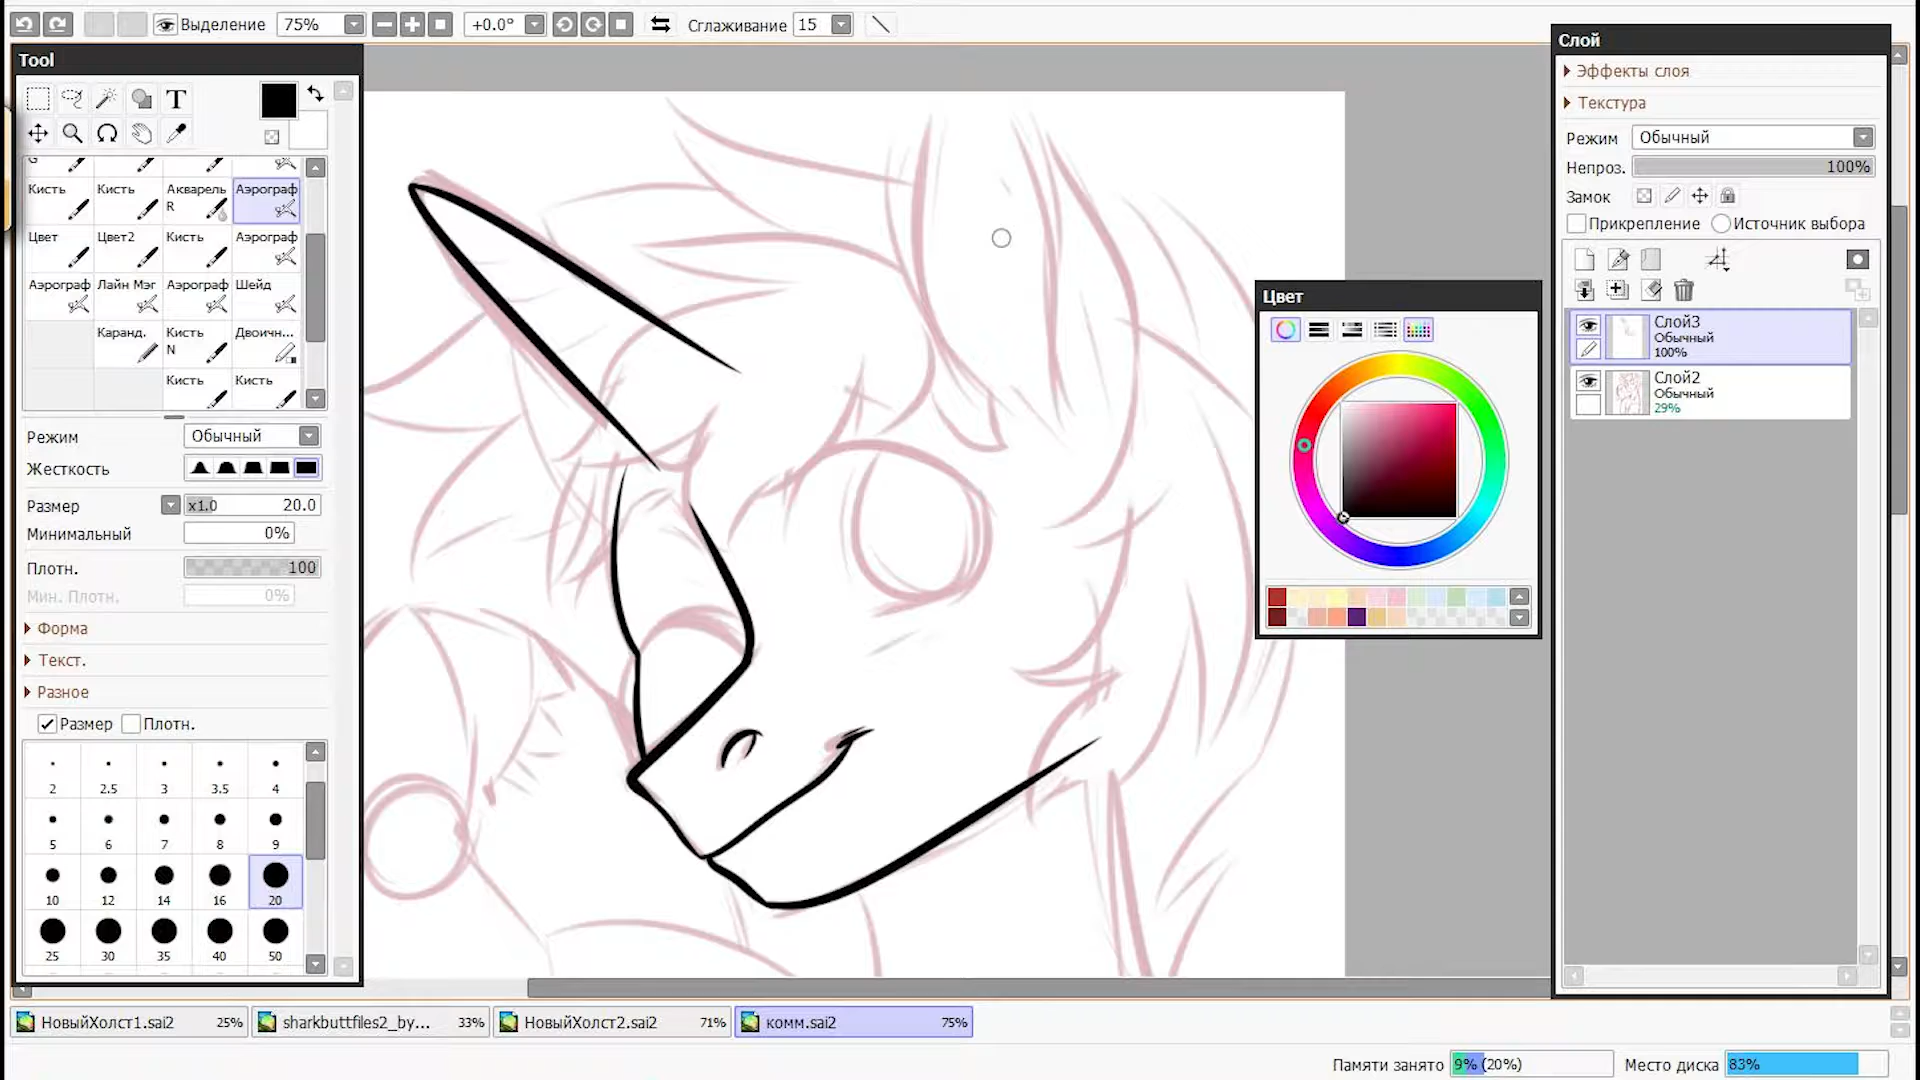 Выделение 75% +0.0° Сглаживание 15
Tool
T
G
Кисть Кисть Акварель R Аэрограф
Цвет Цвет2 Кисть Аэрограф
Аэрограф Лайн Мэг Аэрограф Шейд
Каранд. Кисть N Двоичн...
Кисть Кисть
Режим Обычный
Жесткость
Размер x1.0 20.0
Минимальный 0%
Плотн. 100
Мин. Плотн. 0%
Форма
Текст.
Разное
Размер Плотн.
2 2.5 3 3.5 4
5 6 7 8 9
10 12 14 16 20
25 30 35 40 50
Цвет
Слой
Эффекты слоя
Текстура
Режим Обычный
Непроз. 100%
Замок
Прикрепление Источник выбора
Слой3
Обычный
100%
Слой2
Обычный
29%
НовыйХолст1.sai2 25% sharkbuttfiles2_by... 33% НовыйХолст2.sai2 71% комм.sai2 75%
Памяти занято 9% (20%) Место диска 83%